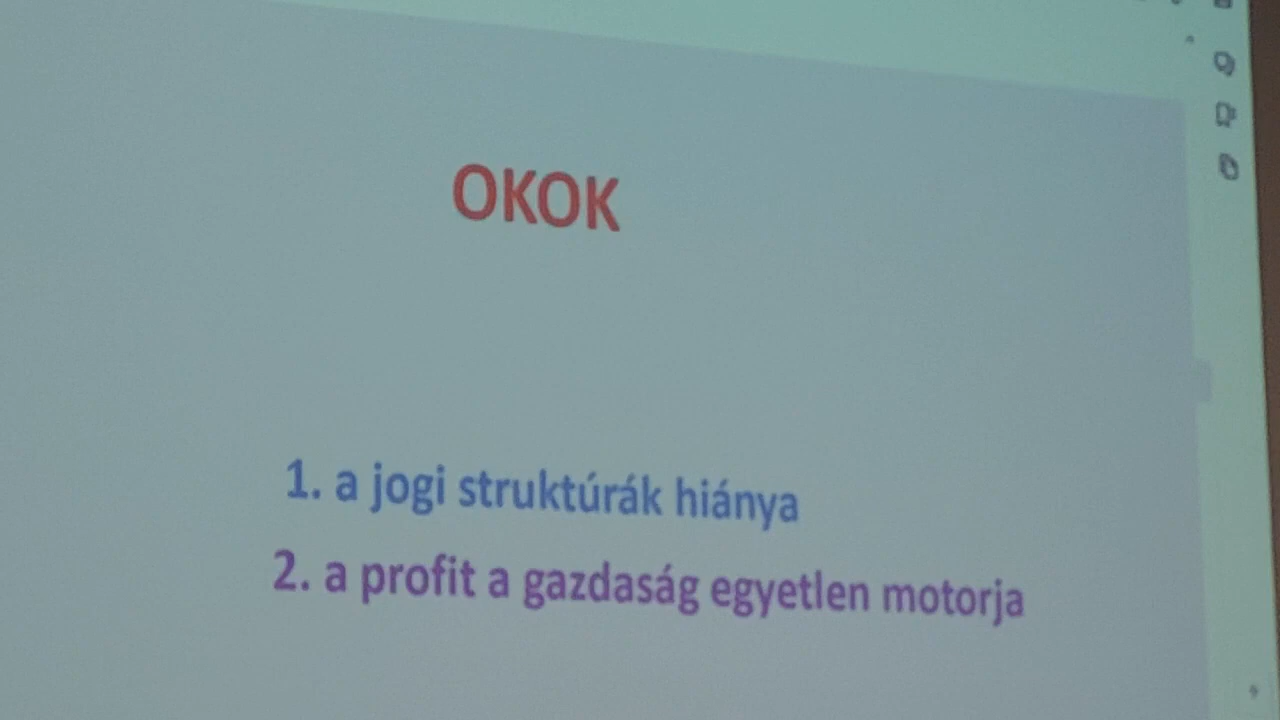 OKOK
1. a jogi struktúrák hiánya
2. a profit a gazdaság egyetlen motorja